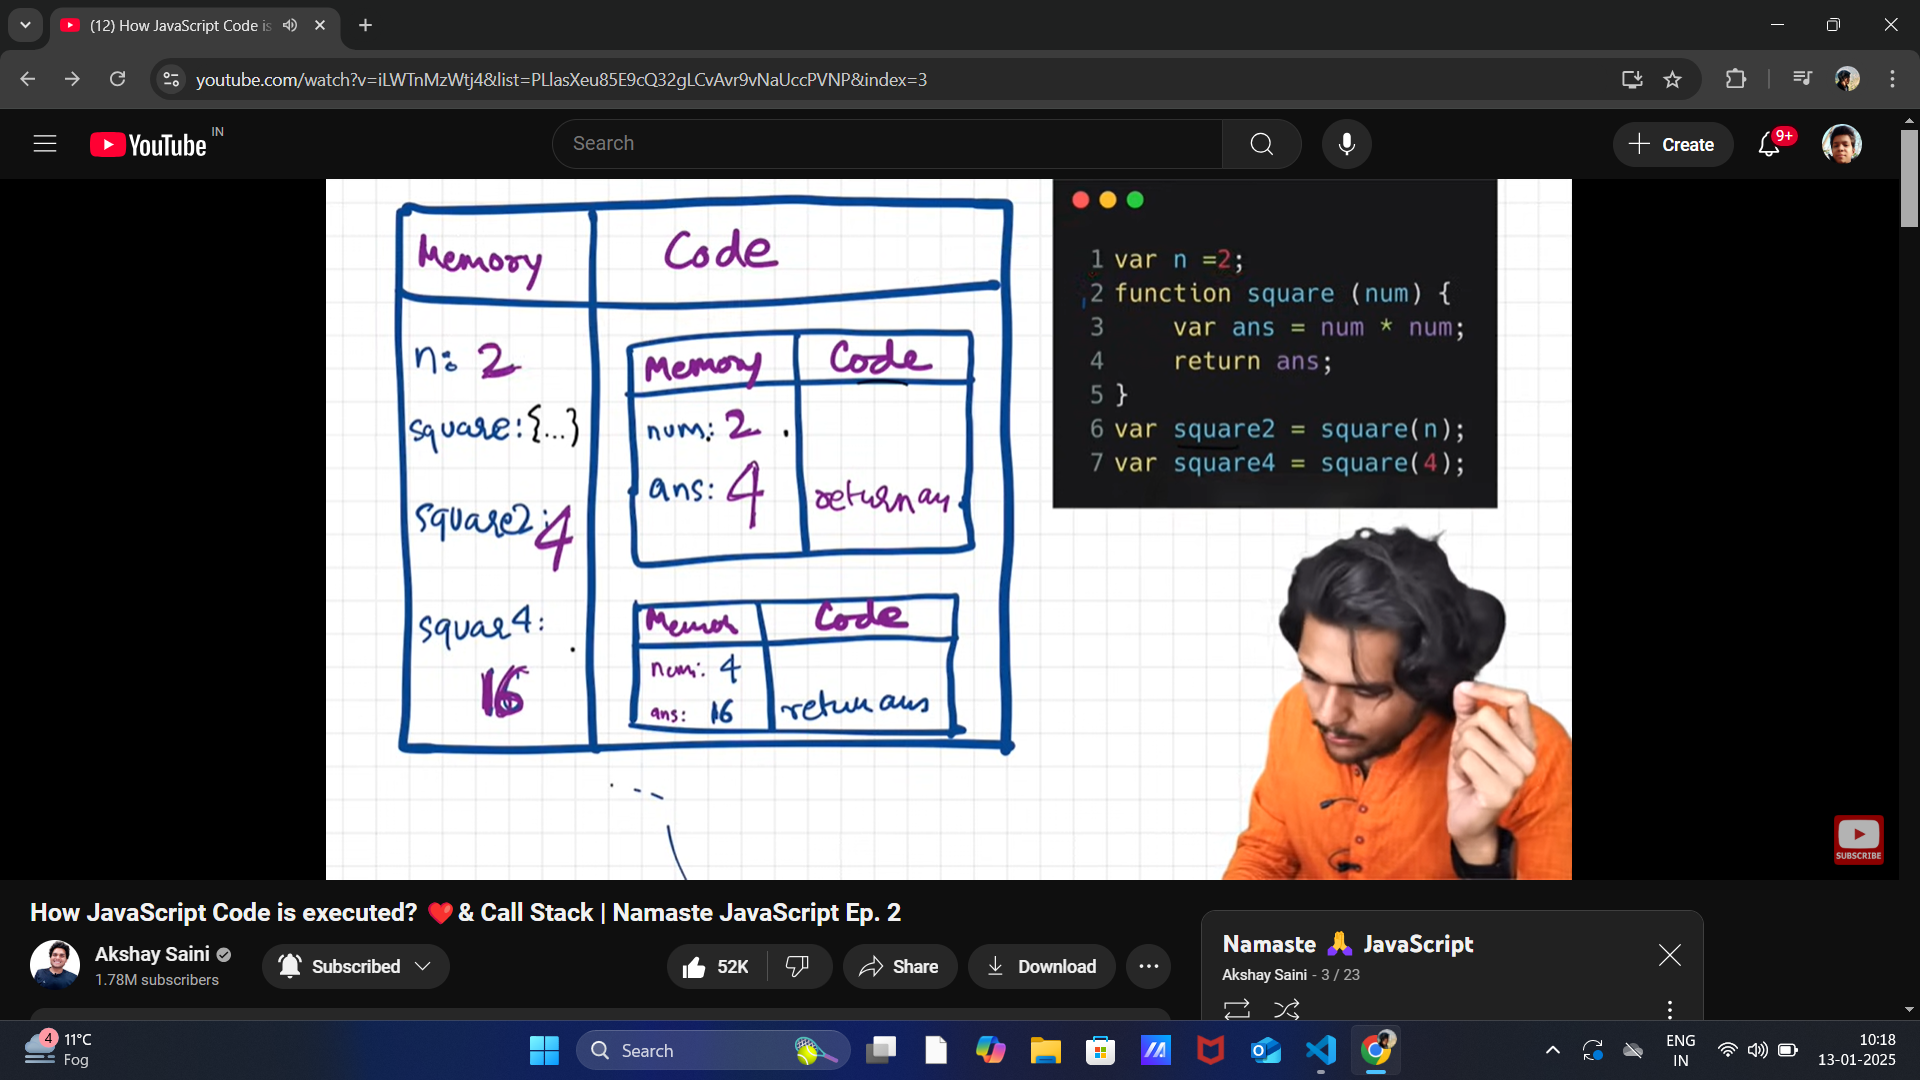 (12) How JavaScript Code is
youtube.com/watch?v=iLWTnMzWtj4&list=PLlasXeu85E9cQ32gLCvAvr9vNaUccPVNP&index=3
YouTube IN
Search
Create
9+
Memory
Code
n: 2
square: {...}
square2: 4
squar4:
16
Memory
Code
num: 2
ans: 4
return an
Memor
Code
num: 4
ans: 16
return ans
1 var n =2;
2 function square (num) {
3 var ans = num * num;
4 return ans;
5 }
6 var square2 = square(n);
7 var square4 = square(4);
SUBSCRIBE
How JavaScript Code is executed? ❤️& Call Stack | Namaste JavaScript Ep. 2
Akshay Saini
1.78M subscribers
Subscribed
52K
Share
Download
Namaste 🙏 JavaScript
Akshay Saini - 3 / 23
4
11°C
Fog
Search
ENG
IN
10:18
13-01-2025